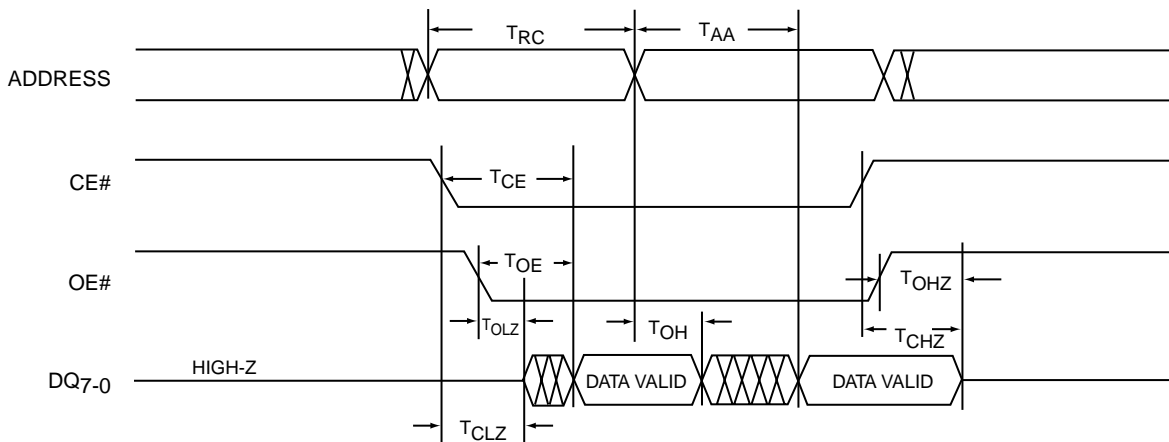 TRC
TAA
ADDRESS
CE#
TCE
OE#
TOE
TOHZ
TOLZ
TOH
TCHZ
DQ7-0
HIGH-Z
DATA VALID
DATA VALID
TCLZ